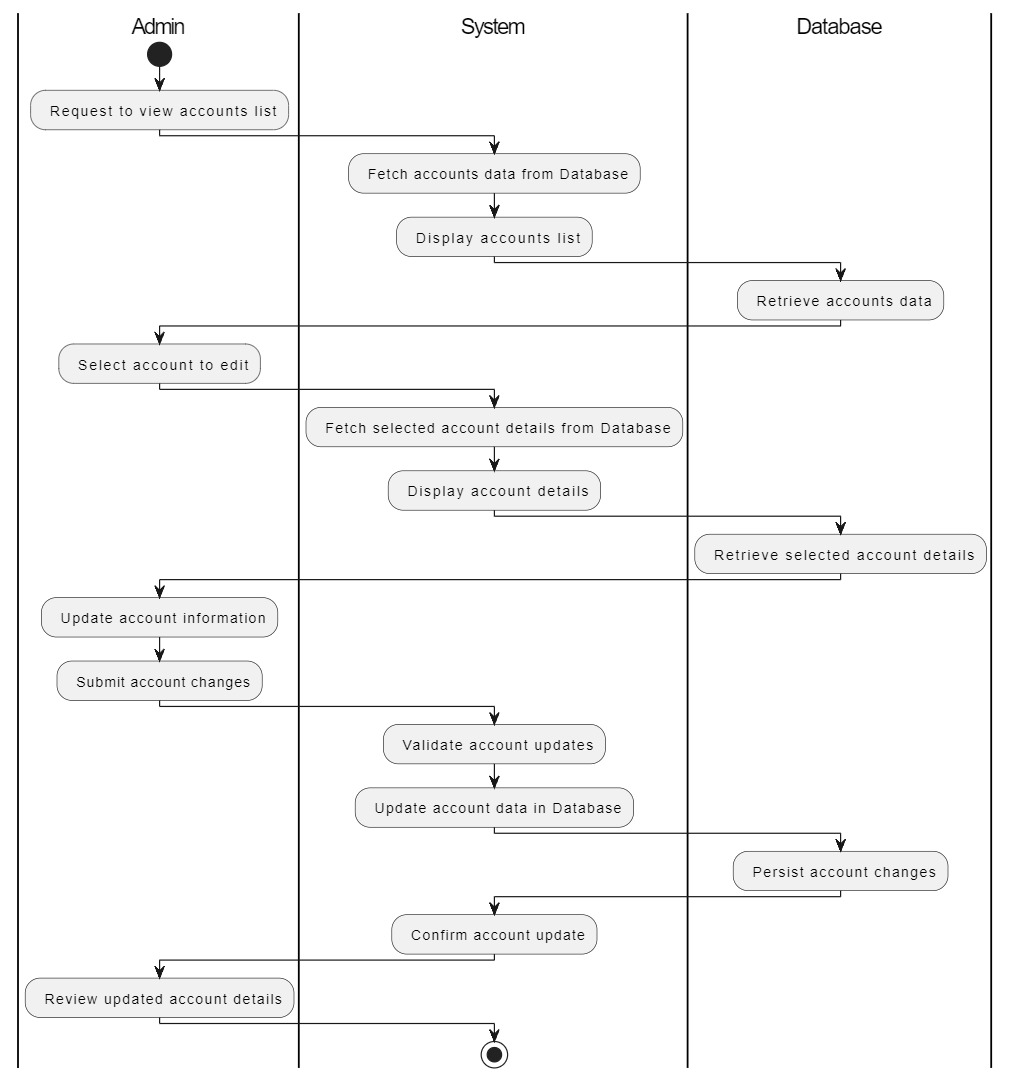 Admin
System
Database
Request to view accounts list
Fetch accounts data from Database
Display accounts list
Retrieve accounts data
Select account to edit
Fetch selected account details from Database
Display account details
Retrieve selected account details
Update account information
Submit account changes
Validate account updates
Update account data in Database
Persist account changes
Confirm account update
Review updated account details